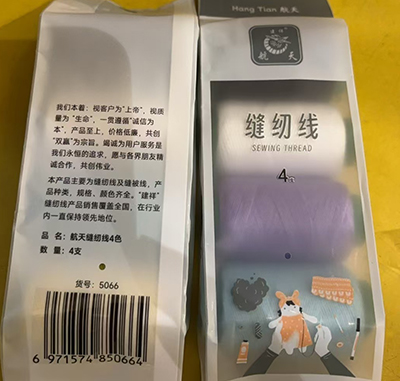 我们本着：视客户为"上帝"，视质
量为"生命"，一贯遵循"诚信为
本"，产品至上，价格低廉，共创
"双赢"为宗旨。竭诚为用户服务是
我们永恒的追求，愿与各界朋友精
诚合作，共创伟业。
本产品主要为缝纫线及缝被线，产
品种类，规格、颜色齐全。"建祥"
缝纫线产品销售覆盖全国，在行业
内一直保持领先地位。
品名：航天缝纫线4色
数量：4支
货号：5066
6 971574 850664
Hang Tian 航天
航 天
缝纫线
SEWING THREAD
4